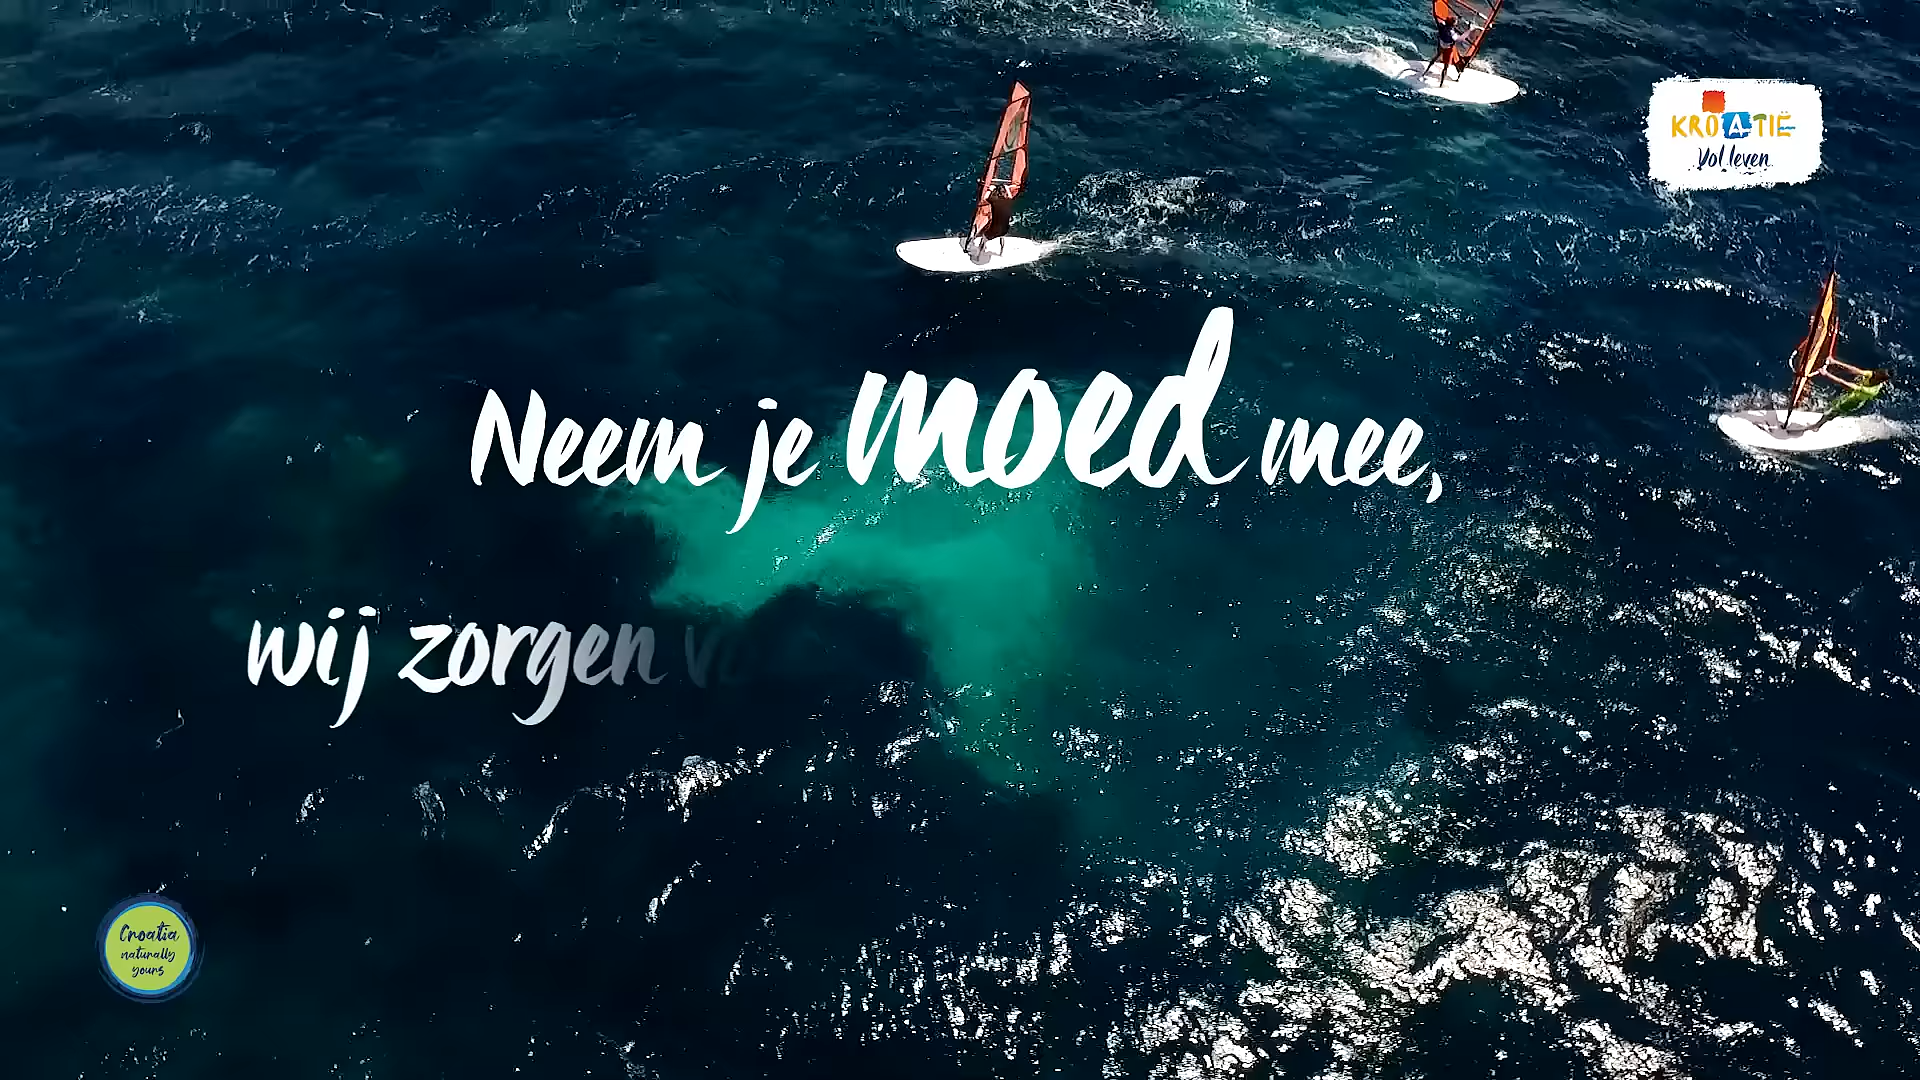 KROATIË
Vol leven
Neem je moed mee,
wij zorgen
Croatia
naturally
yours